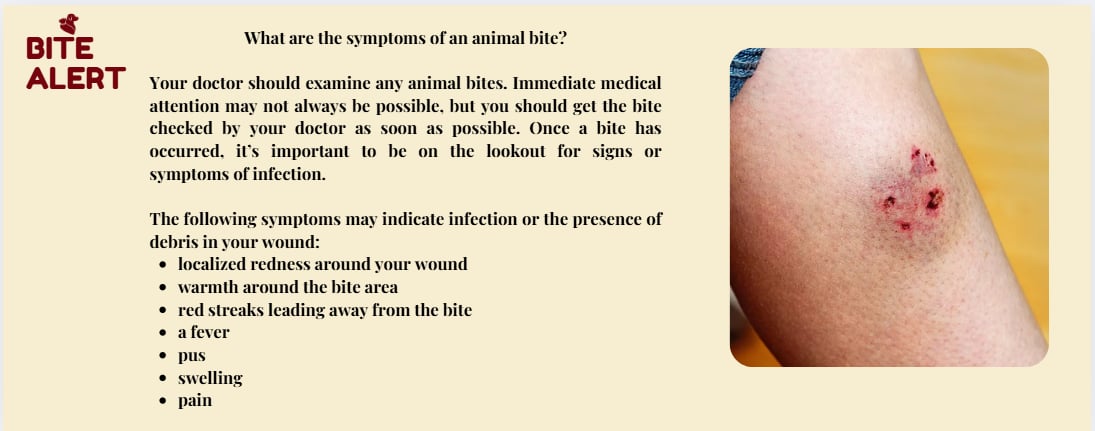 BITE
ALERT
What are the symptoms of an animal bite?
Your doctor should examine any animal bites. Immediate medical
attention may not always be possible, but you should get the bite
checked by your doctor as soon as possible. Once a bite has
occurred, it's important to be on the lookout for signs or
symptoms of infection.
The following symptoms may indicate infection or the presence of
debris in your wound:
• localized redness around your wound
• warmth around the bite area
• red streaks leading away from the bite
• a fever
• pus
• swelling
• pain